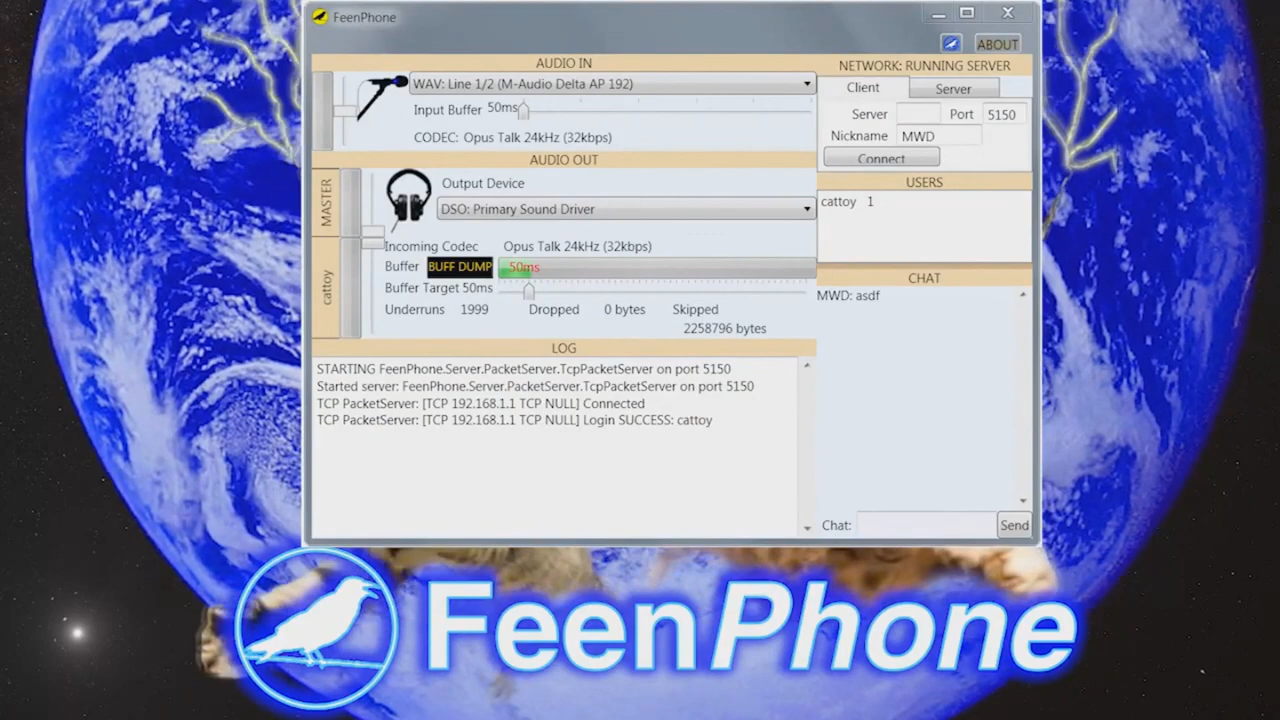 FeenPhone
ABOUT
AUDIO IN
WAV: Line 1/2 (M-Audio Delta AP 192)
Input Buffer 50ms
CODEC: Opus Talk 24kHz (32kbps)
AUDIO OUT
MASTER
Output Device
DSO: Primary Sound Driver
cattoy
Incoming Codec Opus Talk 24kHz (32kbps)
Buffer BUFF DUMP 50ms
Buffer Target 50ms
Underruns 1999 Dropped 0 bytes Skipped
2258796 bytes
LOG
STARTING FeenPhone.Server.PacketServer.TcpPacketServer on port 5150
Started server: FeenPhone.Server.PacketServer.TcpPacketServer on port 5150
TCP PacketServer: [TCP 192.168.1.1 TCP NULL] Connected
TCP PacketServer: [TCP 192.168.1.1 TCP NULL] Login SUCCESS: cattoy
NETWORK: RUNNING SERVER
Client Server
Server Port 5150
Nickname MWD
Connect
USERS
cattoy 1
CHAT
MWD: asdf
Chat: Send
FeenPhone